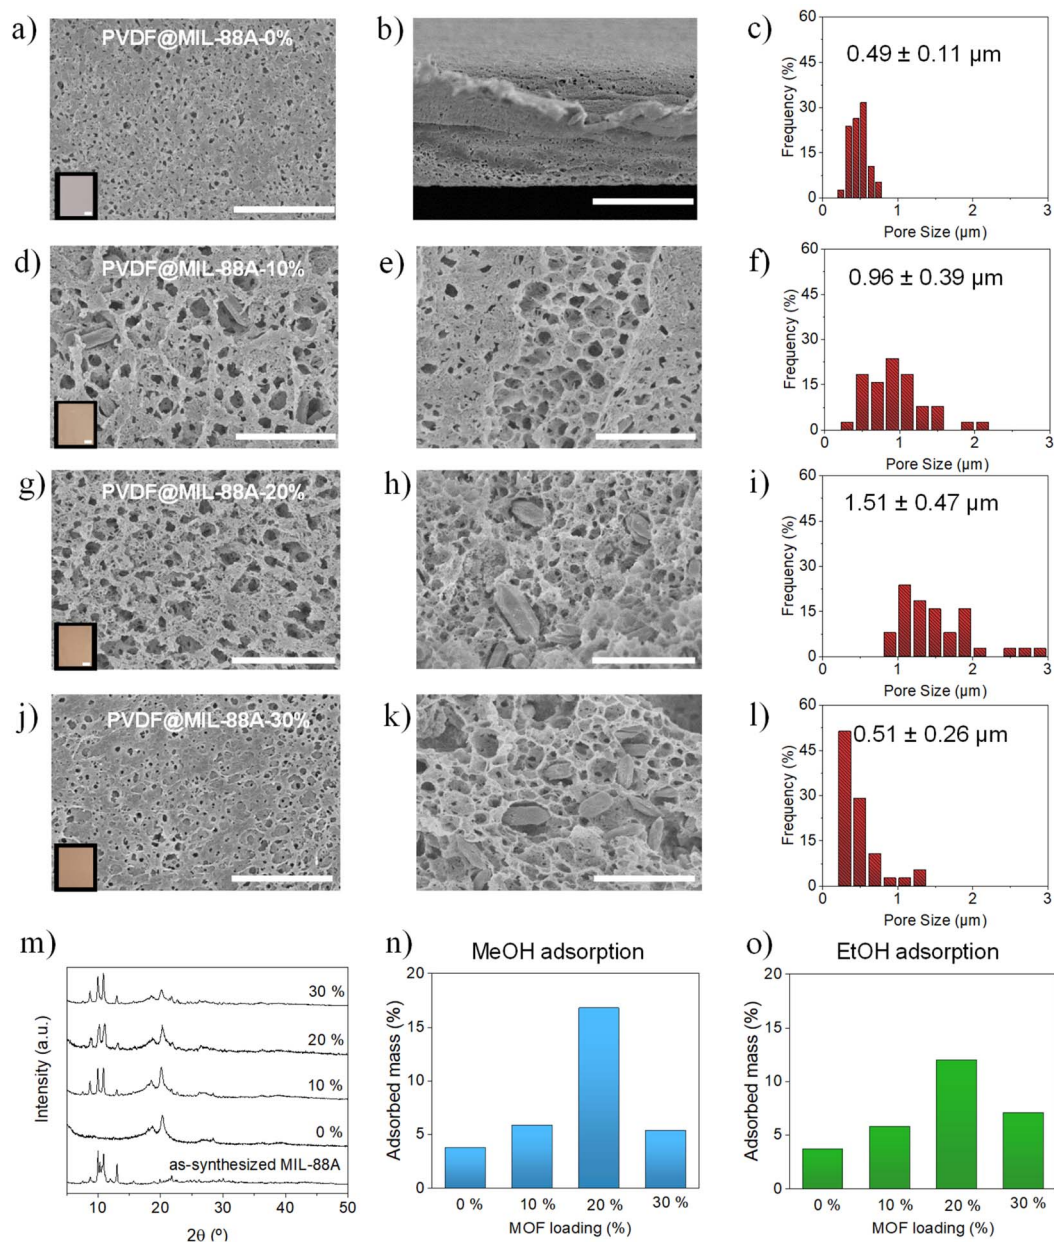 a)
PVDF@MIL-88A-0%
b)
c)
60
45
30
15
0
Frequency (%)
0.49 ± 0.11 μm
0
1
2
3
Pore Size (μm)
d)
PVDF@MIL-88A-10%
e)
f)
60
45
30
15
0
Frequency (%)
0.96 ± 0.39 μm
0
1
2
3
Pore Size (μm)
g)
PVDF@MIL-88A-20%
h)
i)
60
45
30
15
0
Frequency (%)
1.51 ± 0.47 μm
0
1
2
3
Pore Size (μm)
j)
PVDF@MIL-88A-30%
k)
l)
60
45
30
15
0
Frequency (%)
0.51 ± 0.26 μm
0
1
2
3
Pore Size (μm)
m)
Intensity (a.u.)
30 %
20 %
10 %
0 %
as-synthesized MIL-88A
10
20
30
40
50
2θ (º)
n)
MeOH adsorption
Adsorbed mass (%)
20
15
10
5
0
0 %
10 %
20 %
30 %
MOF loading (%)
o)
EtOH adsorption
Adsorbed mass (%)
20
15
10
5
0
0 %
10 %
20 %
30 %
MOF loading (%)